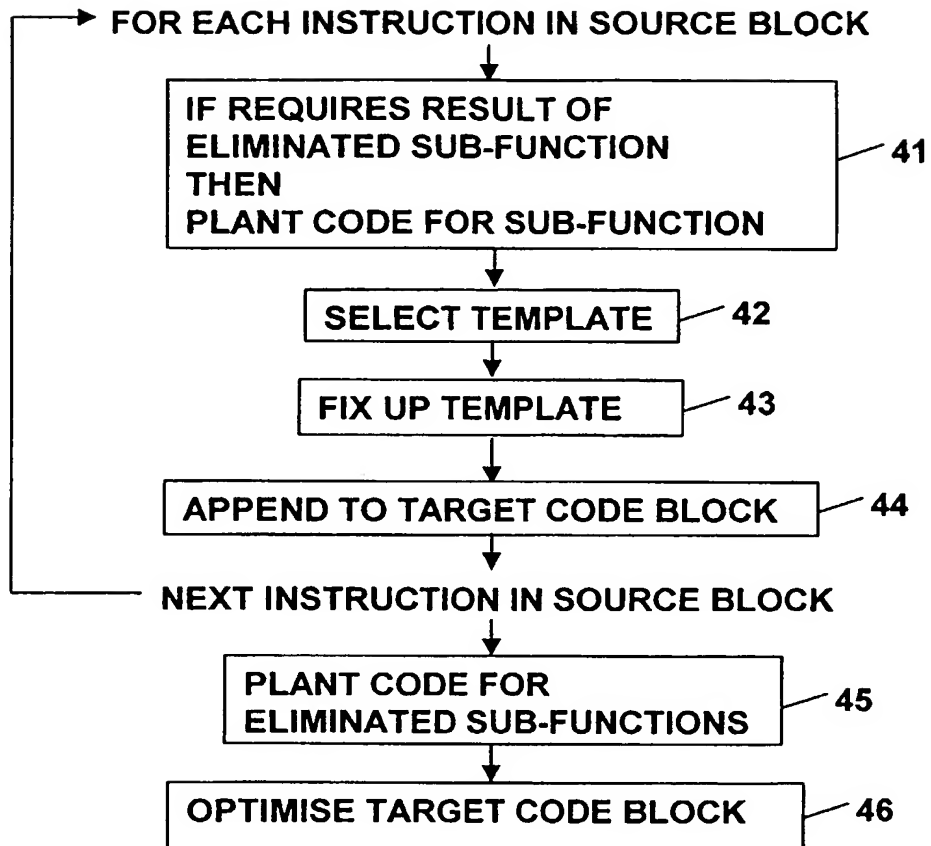 FOR EACH INSTRUCTION IN SOURCE BLOCK
IF REQUIRES RESULT OF
ELIMINATED SUB-FUNCTION
THEN
PLANT CODE FOR SUB-FUNCTION
41
SELECT TEMPLATE
42
FIX UP TEMPLATE
43
APPEND TO TARGET CODE BLOCK
44
NEXT INSTRUCTION IN SOURCE BLOCK
PLANT CODE FOR
ELIMINATED SUB-FUNCTIONS
45
OPTIMISE TARGET CODE BLOCK
46